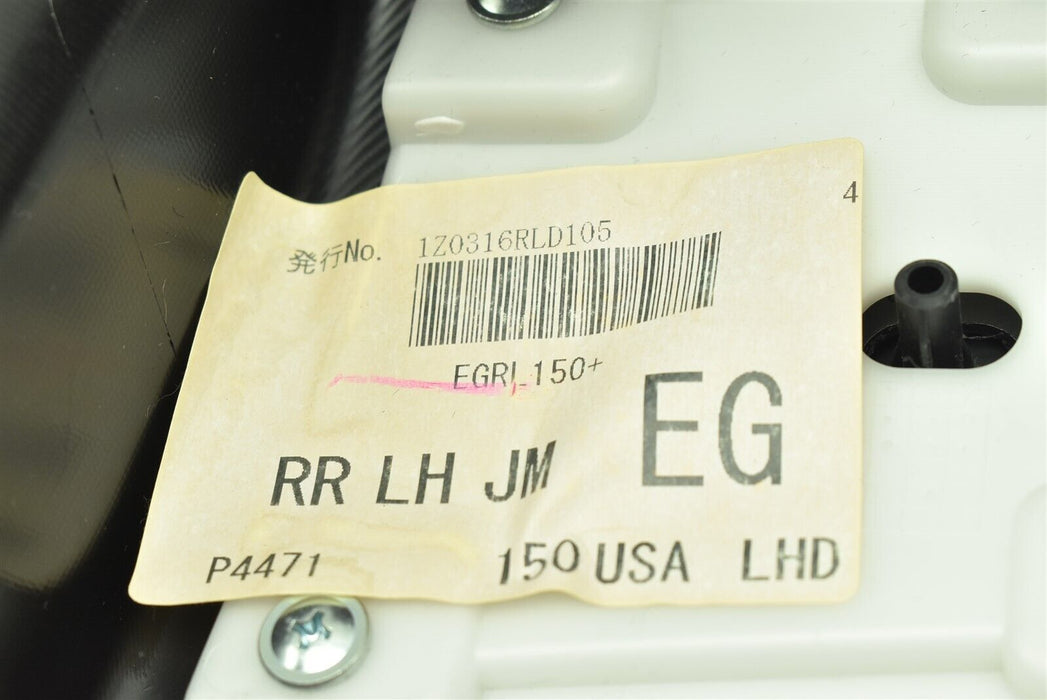 4
発行No. 1Z0316RLD105
EGRL150+
EG
RR LH JM
P4471 150 USA LHD